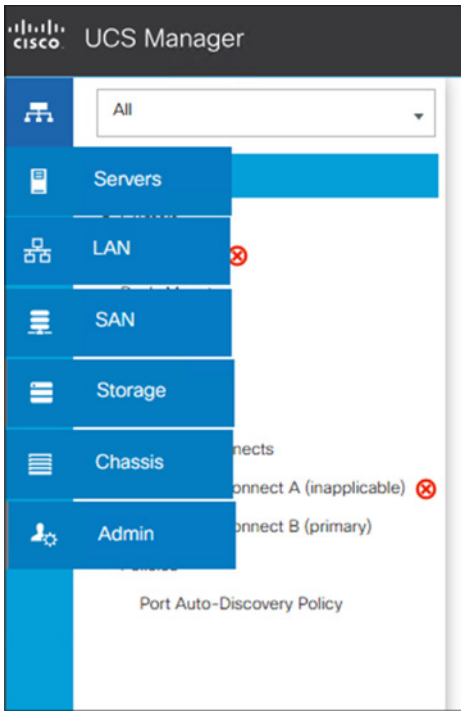 CISCO UCS Manager
All
Servers
LAN
SAN
Storage
nects
Chassis
onnect A (inapplicable)
Admin
onnect B (primary)
Port Auto-Discovery Policy